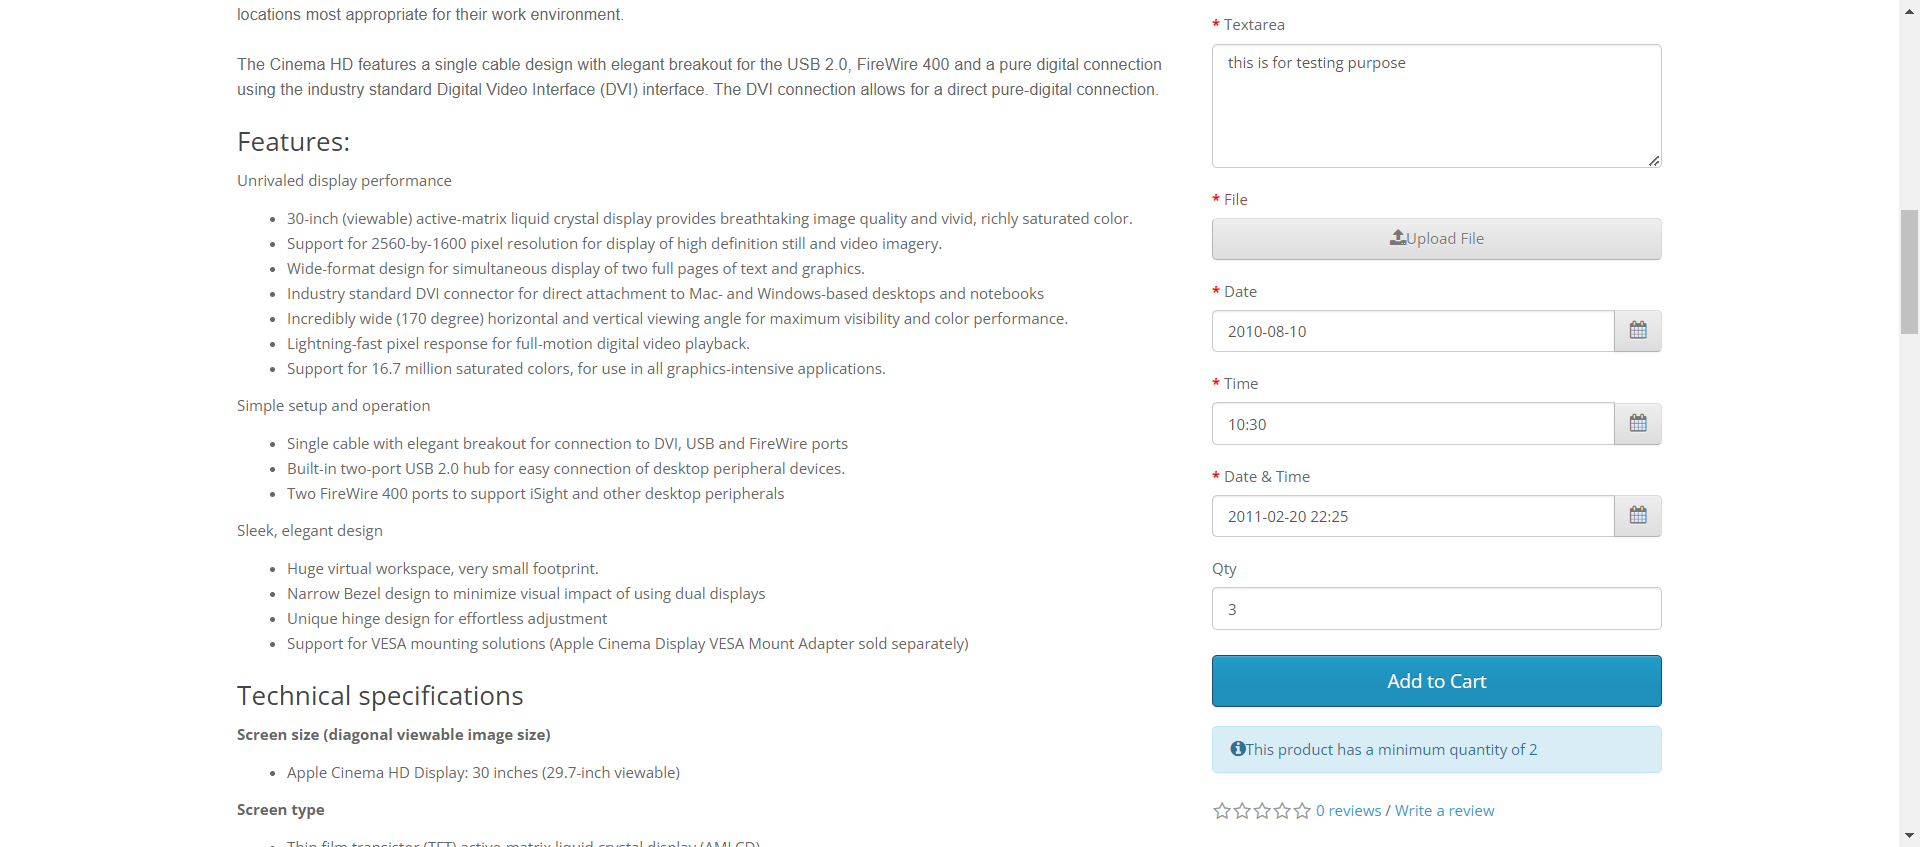 locations most appropriate for their work environment.
The Cinema HD features a single cable design with elegant breakout for the USB 2.0, FireWire 400 and a pure digital connection
using the industry standard Digital Video Interface (DVI) interface. The DVI connection allows for a direct pure-digital connection.
Features:
Unrivaled display performance
30-inch (viewable) active-matrix liquid crystal display provides breathtaking image quality and vivid, richly saturated color.
Support for 2560-by-1600 pixel resolution for display of high definition still and video imagery.
Wide-format design for simultaneous display of two full pages of text and graphics.
Industry standard DVI connector for direct attachment to Mac- and Windows-based desktops and notebooks
Incredibly wide (170 degree) horizontal and vertical viewing angle for maximum visibility and color performance.
Lightning-fast pixel response for full-motion digital video playback.
Support for 16.7 million saturated colors, for use in all graphics-intensive applications.
Simple setup and operation
Single cable with elegant breakout for connection to DVI, USB and FireWire ports
Built-in two-port USB 2.0 hub for easy connection of desktop peripheral devices.
Two FireWire 400 ports to support iSight and other desktop peripherals
Sleek, elegant design
Huge virtual workspace, very small footprint.
Narrow Bezel design to minimize visual impact of using dual displays
Unique hinge design for effortless adjustment
Support for VESA mounting solutions (Apple Cinema Display VESA Mount Adapter sold separately)
Technical specifications
Screen size (diagonal viewable image size)
Apple Cinema HD Display: 30 inches (29.7-inch viewable)
Screen type
Thin film transistor (TFT) active-matrix liquid crystal display (AMLCD)
* Textarea
this is for testing purpose
* File
Upload File
* Date
2010-08-10
* Time
10:30
* Date & Time
2011-02-20 22:25
Qty
3
Add to Cart
This product has a minimum quantity of 2
0 reviews / Write a review